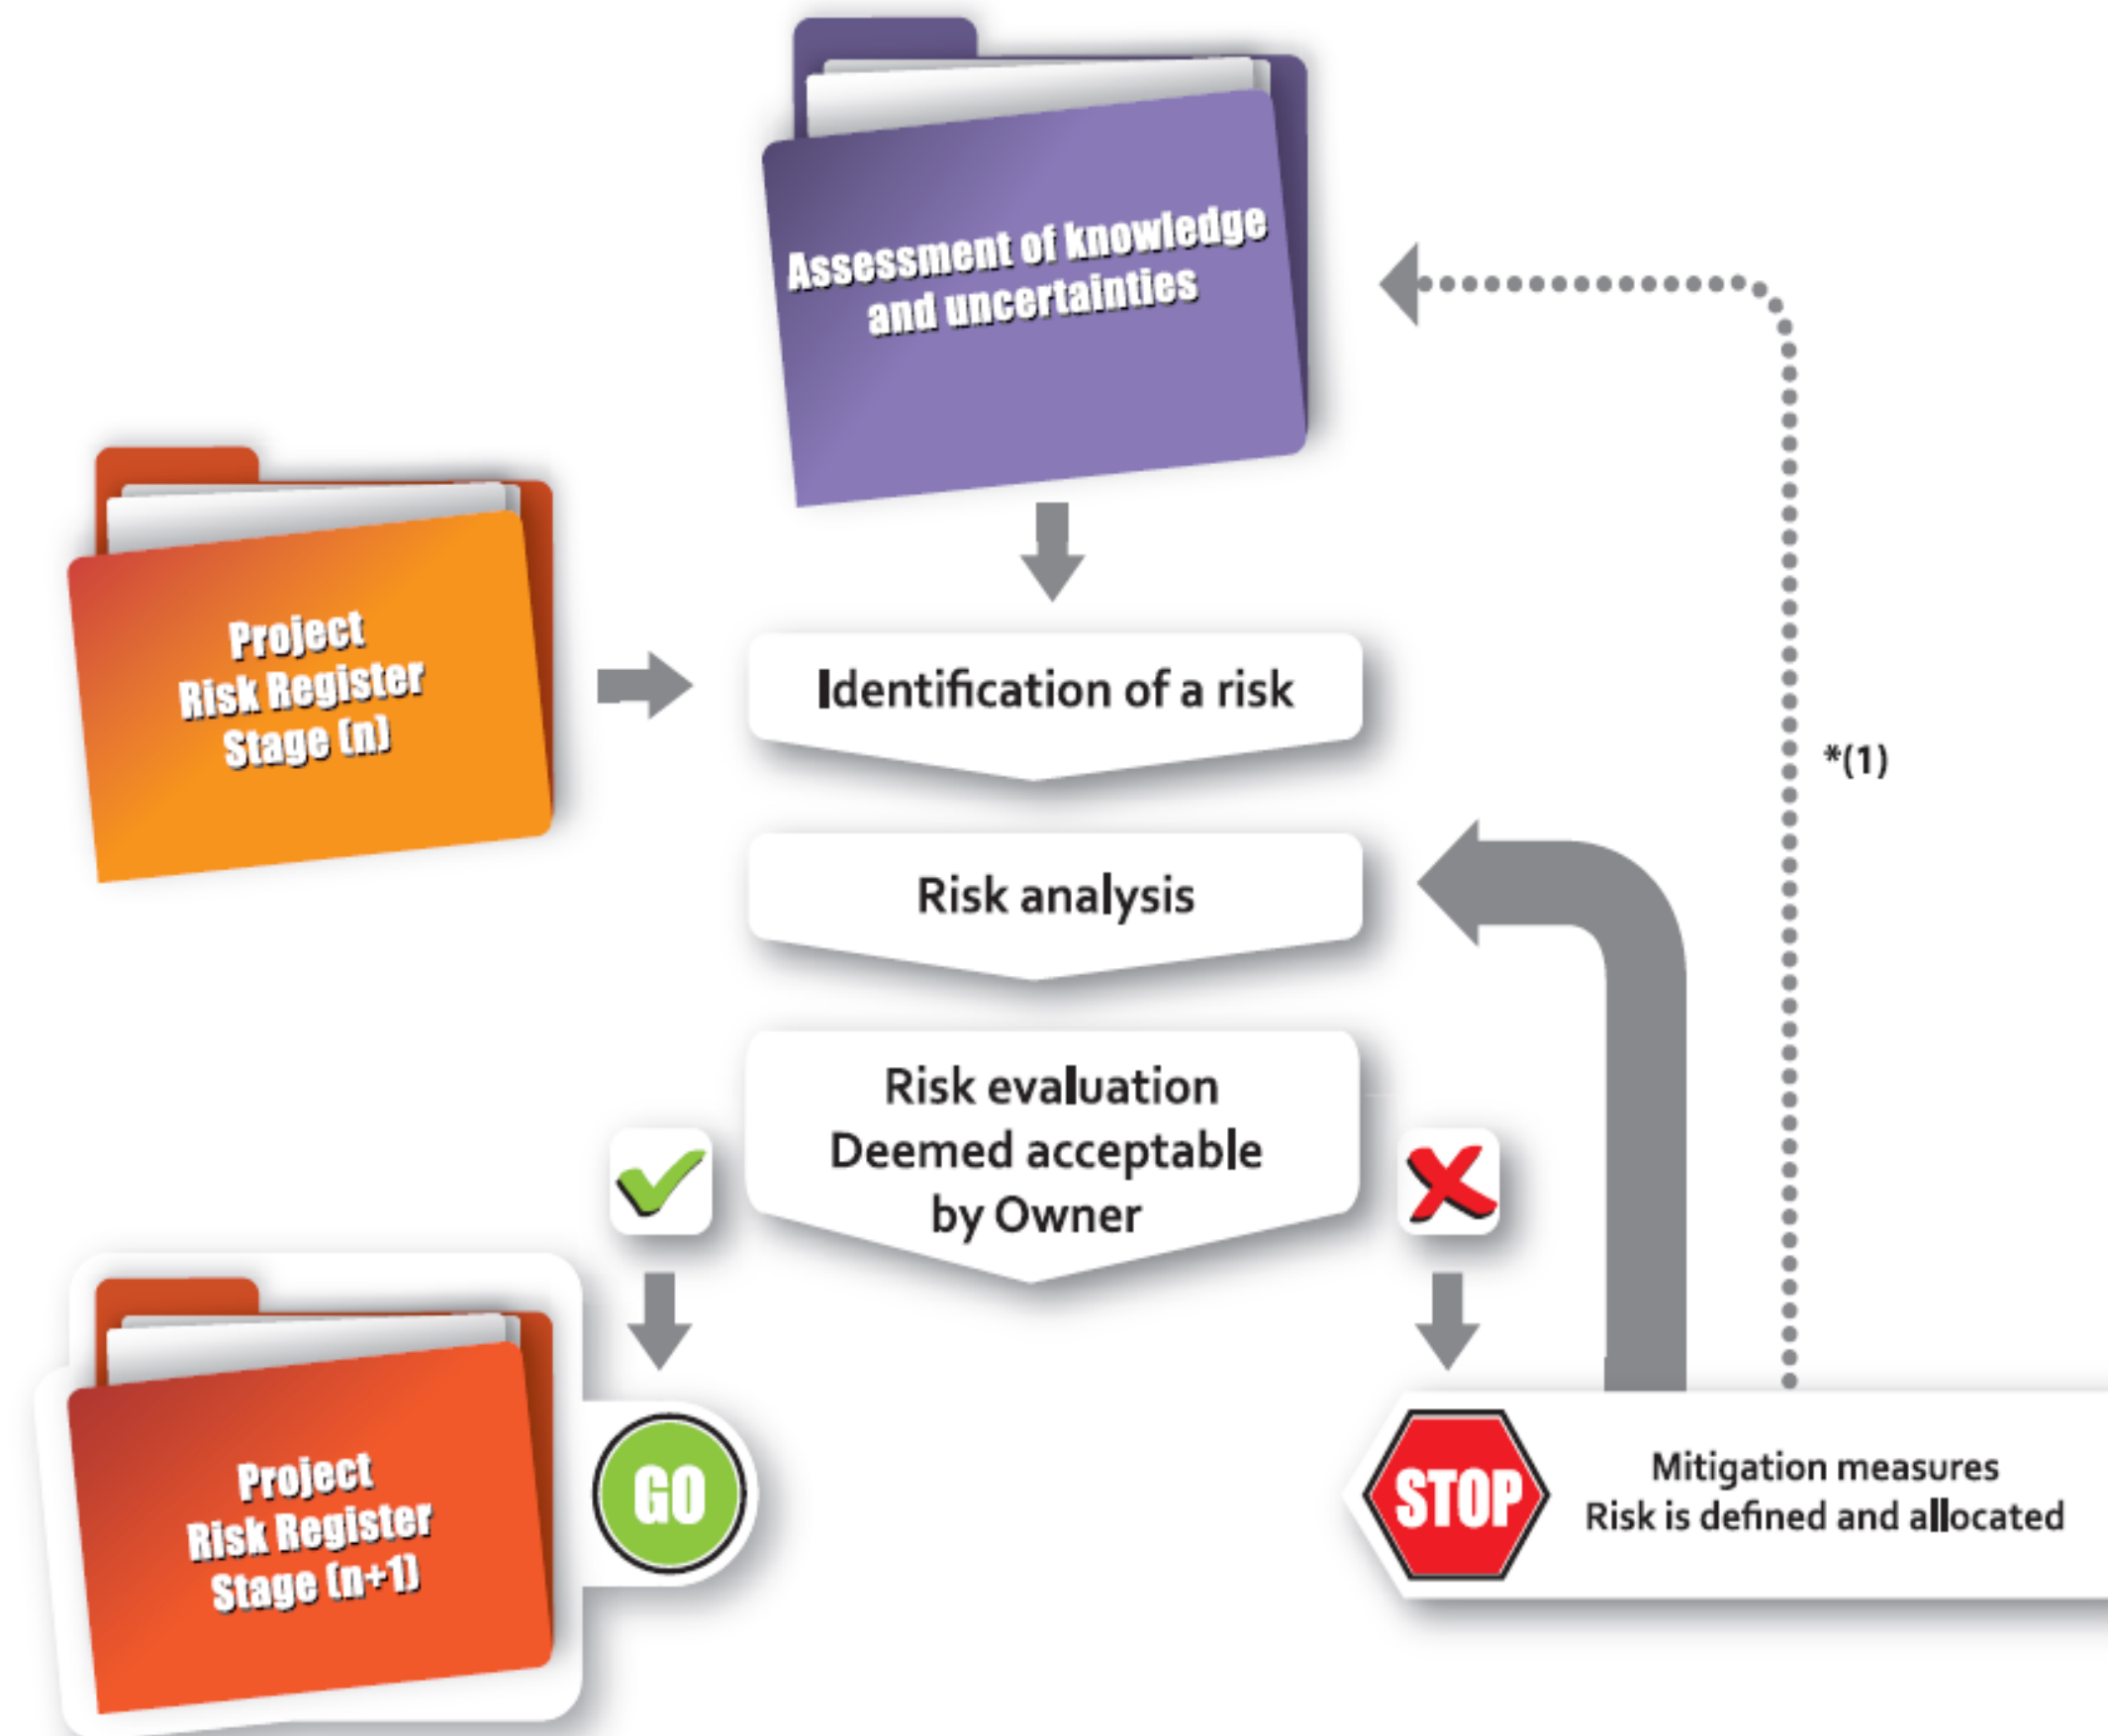 Assessment of knowledge
and uncertainties
Project
Risk Register
Stage (n)
Identification of a risk
*(1)
Risk analysis
Risk evaluation
Deemed acceptable
by Owner
Project
Risk Register
Stage (n+1)
GO
STOP
Mitigation measures
Risk is defined and allocated